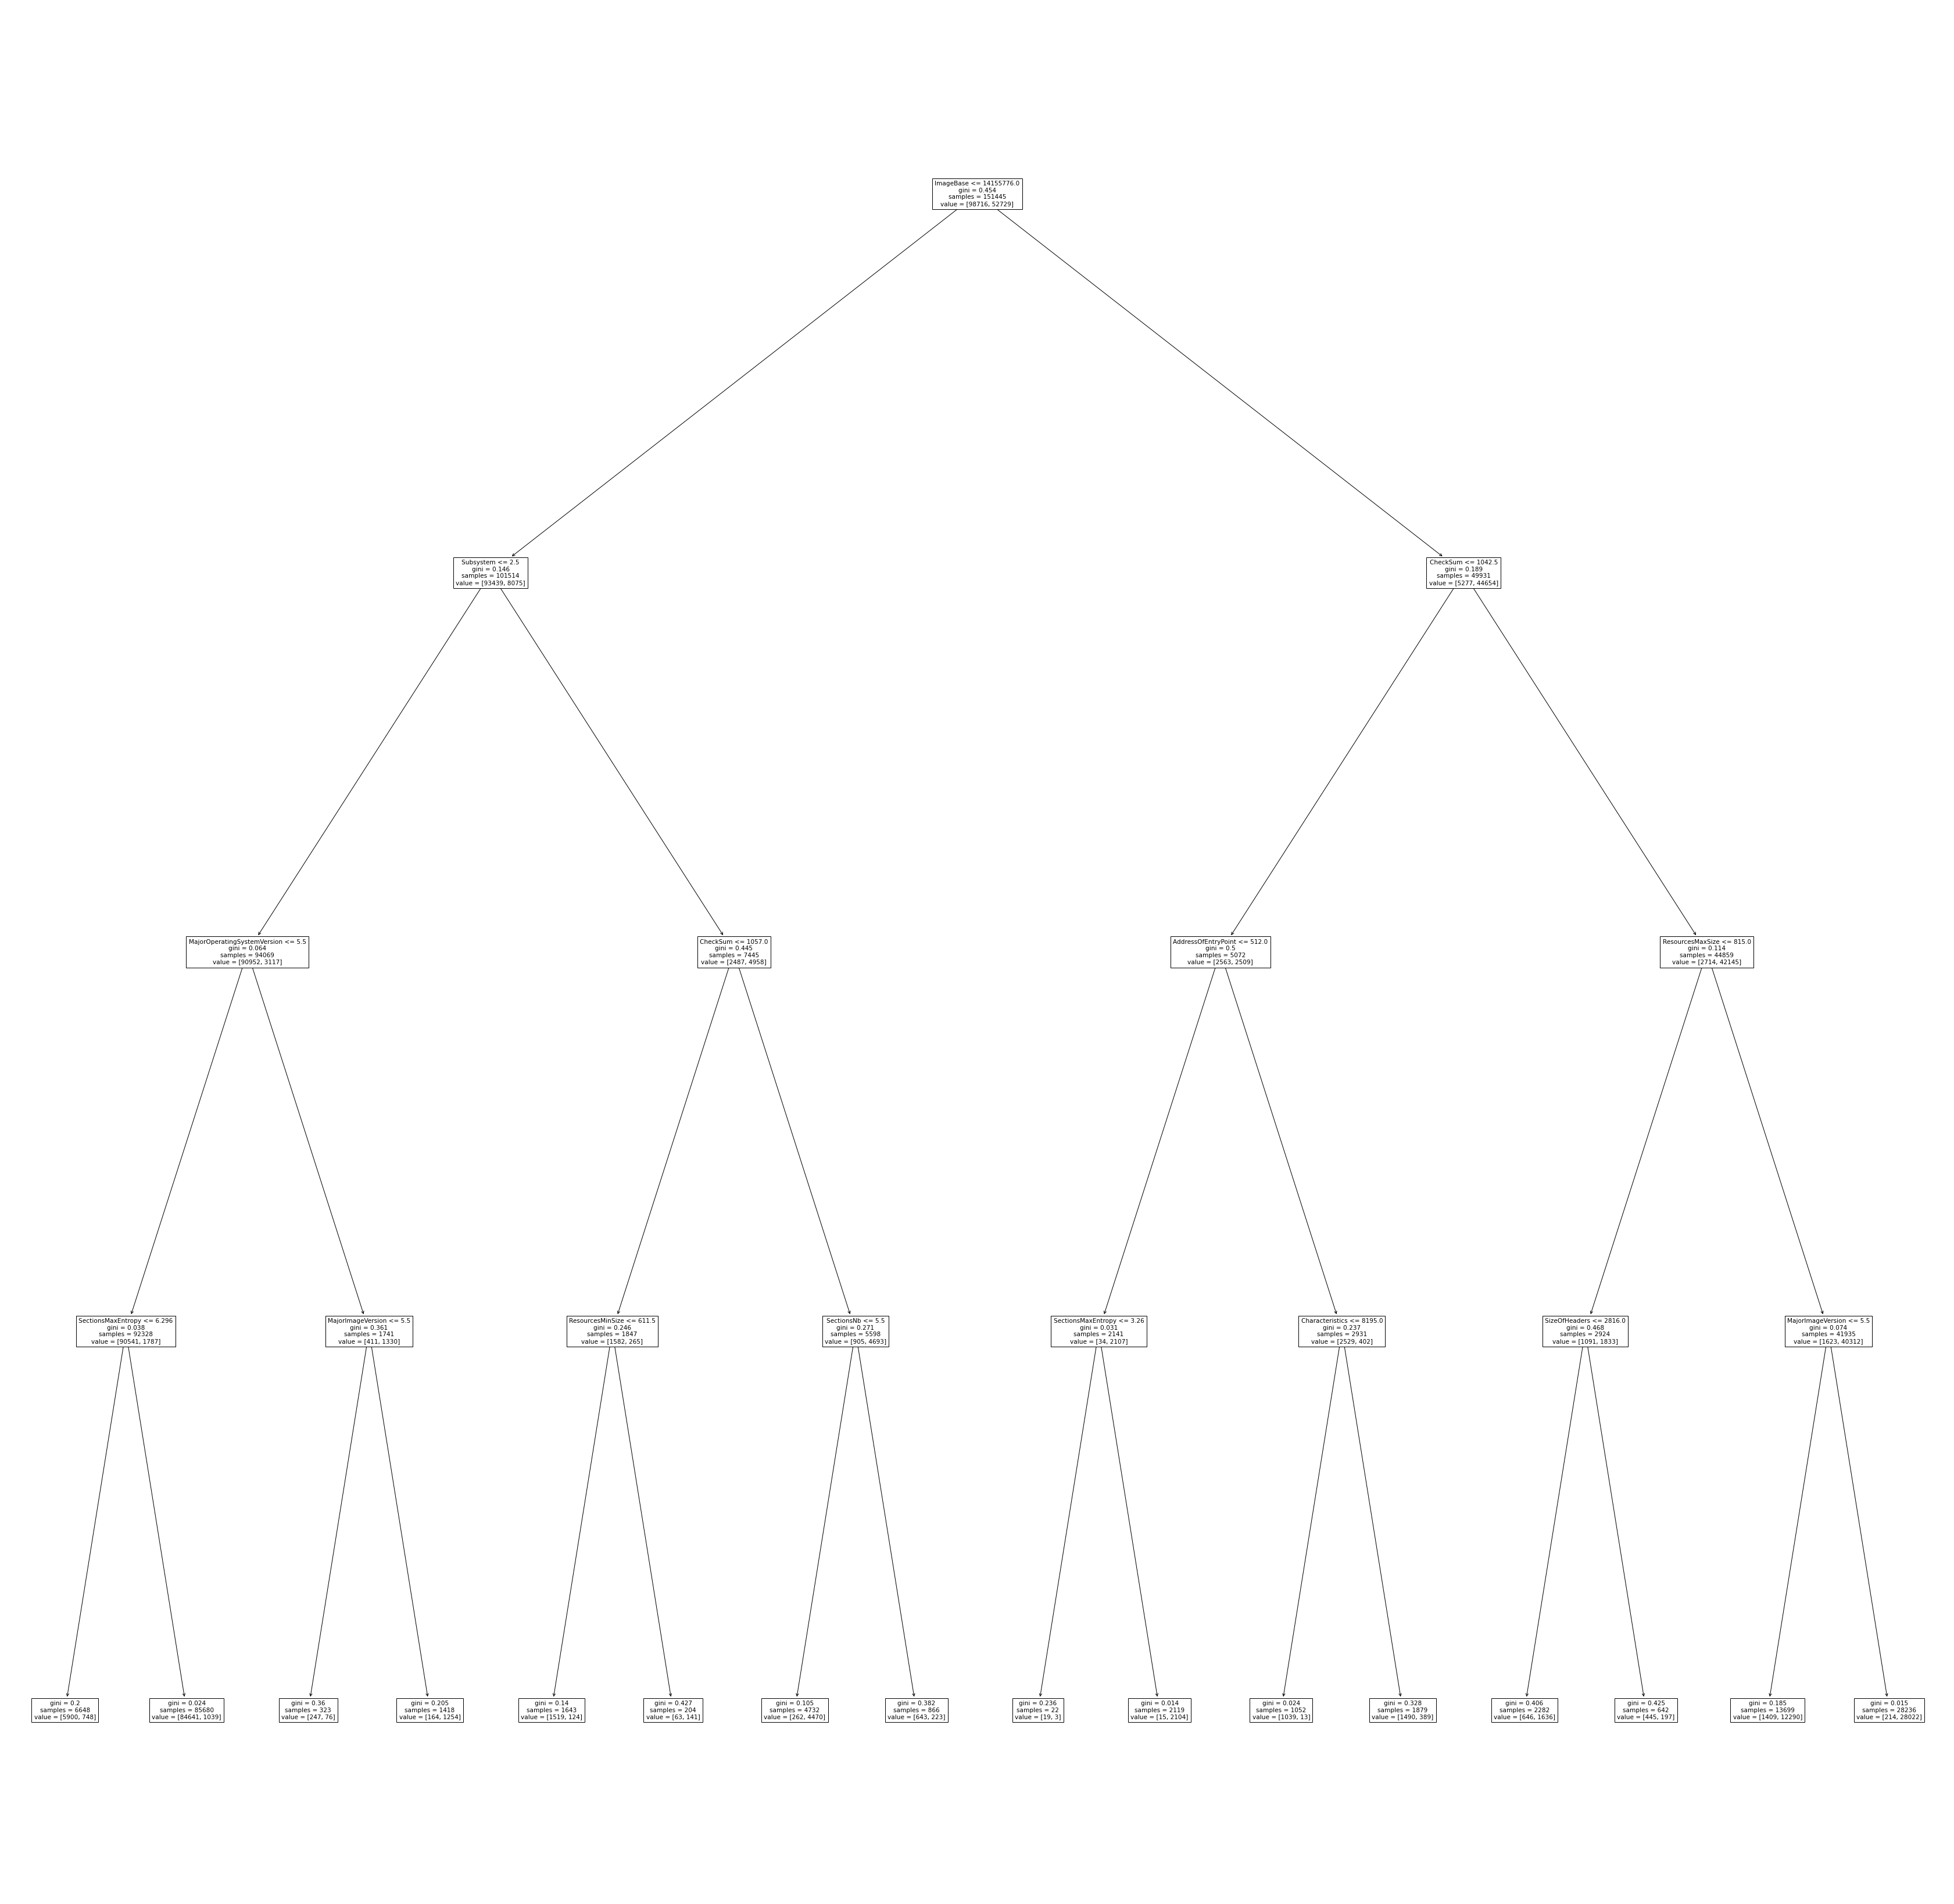 ImageBase <= 14155776.0
gini = 0.454
samples = 151445
value = [98716, 52729]
Subsystem <= 2.5
gini = 0.146
samples = 101514
value = [93439, 8075]
CheckSum <= 1042.5
gini = 0.189
samples = 49931
value = [5277, 44654]
MajorOperatingSystemVersion <= 5.5
gini = 0.064
samples = 94069
value = [90952, 3117]
CheckSum <= 1057.0
gini = 0.445
samples = 7445
value = [2487, 4958]
AddressOfEntryPoint <= 512.0
gini = 0.5
samples = 5072
value = [2563, 2509]
ResourcesMaxSize <= 815.0
gini = 0.114
samples = 44859
value = [2714, 42145]
SectionsMaxEntropy <= 6.296
gini = 0.038
samples = 92328
value = [90541, 1787]
MajorImageVersion <= 5.5
gini = 0.361
samples = 1741
value = [411, 1330]
ResourcesMinSize <= 611.5
gini = 0.246
samples = 1847
value = [1582, 265]
SectionsNb <= 5.5
gini = 0.271
samples = 5598
value = [905, 4693]
SectionsMaxEntropy <= 3.26
gini = 0.031
samples = 2141
value = [34, 2107]
Characteristics <= 8195.0
gini = 0.237
samples = 2931
value = [2529, 402]
SizeOfHeaders <= 2816.0
gini = 0.468
samples = 2924
value = [1091, 1833]
MajorImageVersion <= 5.5
gini = 0.074
samples = 41935
value = [1623, 40312]
gini = 0.2
samples = 6648
value = [5900, 748]
gini = 0.024
samples = 85680
value = [84641, 1039]
gini = 0.36
samples = 323
value = [247, 76]
gini = 0.205
samples = 1418
value = [164, 1254]
gini = 0.14
samples = 1643
value = [1519, 124]
gini = 0.427
samples = 204
value = [63, 141]
gini = 0.105
samples = 4732
value = [262, 4470]
gini = 0.382
samples = 866
value = [643, 223]
gini = 0.236
samples = 22
value = [19, 3]
gini = 0.014
samples = 2119
value = [15, 2104]
gini = 0.024
samples = 1052
value = [1039, 13]
gini = 0.328
samples = 1879
value = [1490, 389]
gini = 0.406
samples = 2282
value = [646, 1636]
gini = 0.425
samples = 642
value = [445, 197]
gini = 0.185
samples = 13699
value = [1409, 12290]
gini = 0.015
samples = 28236
value = [214, 28022]